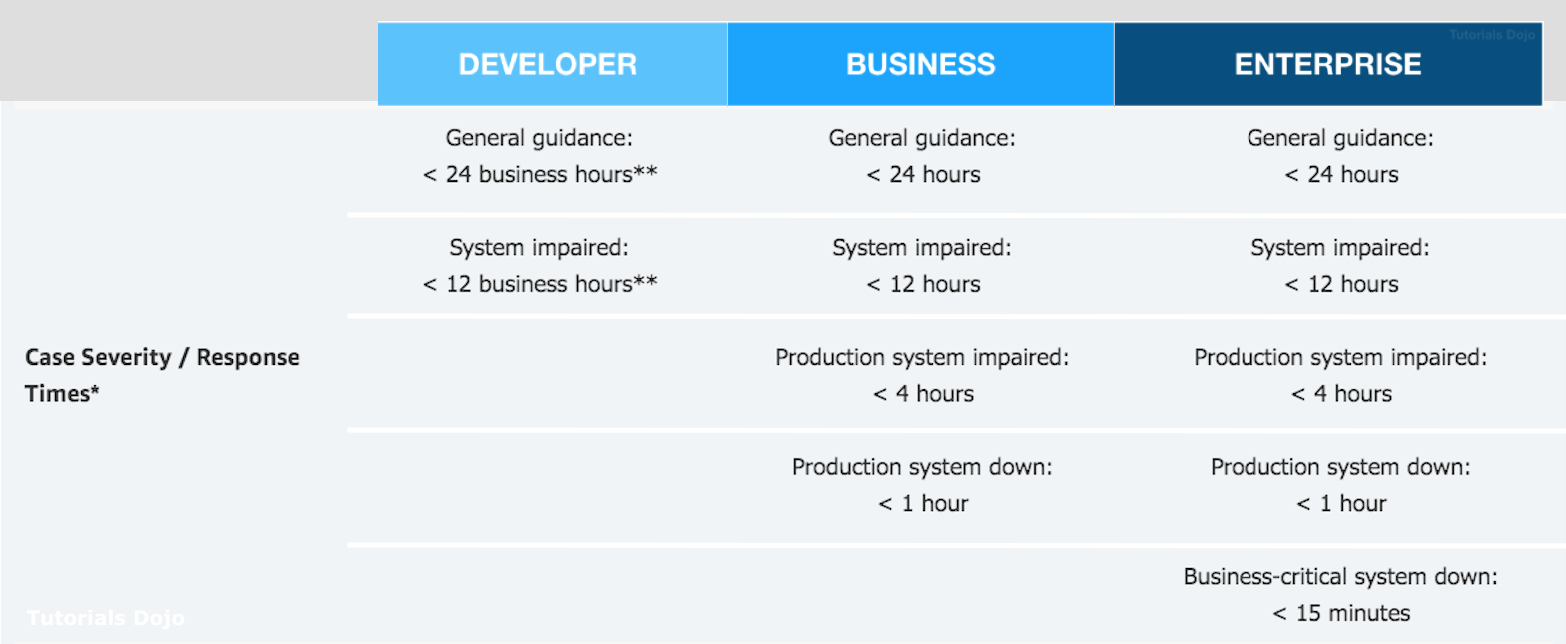 Tutorials Dojo
DEVELOPER
BUSINESS
ENTERPRISE
General guidance:
< 24 business hours**
General guidance:
< 24 hours
General guidance:
< 24 hours
System impaired:
< 12 business hours**
System impaired:
< 12 hours
System impaired:
< 12 hours
Case Severity / Response
Times*
Production system impaired:
< 4 hours
Production system impaired:
< 4 hours
Production system down:
< 1 hour
Production system down:
< 1 hour
Business-critical system down:
< 15 minutes
Tutorials Dojo